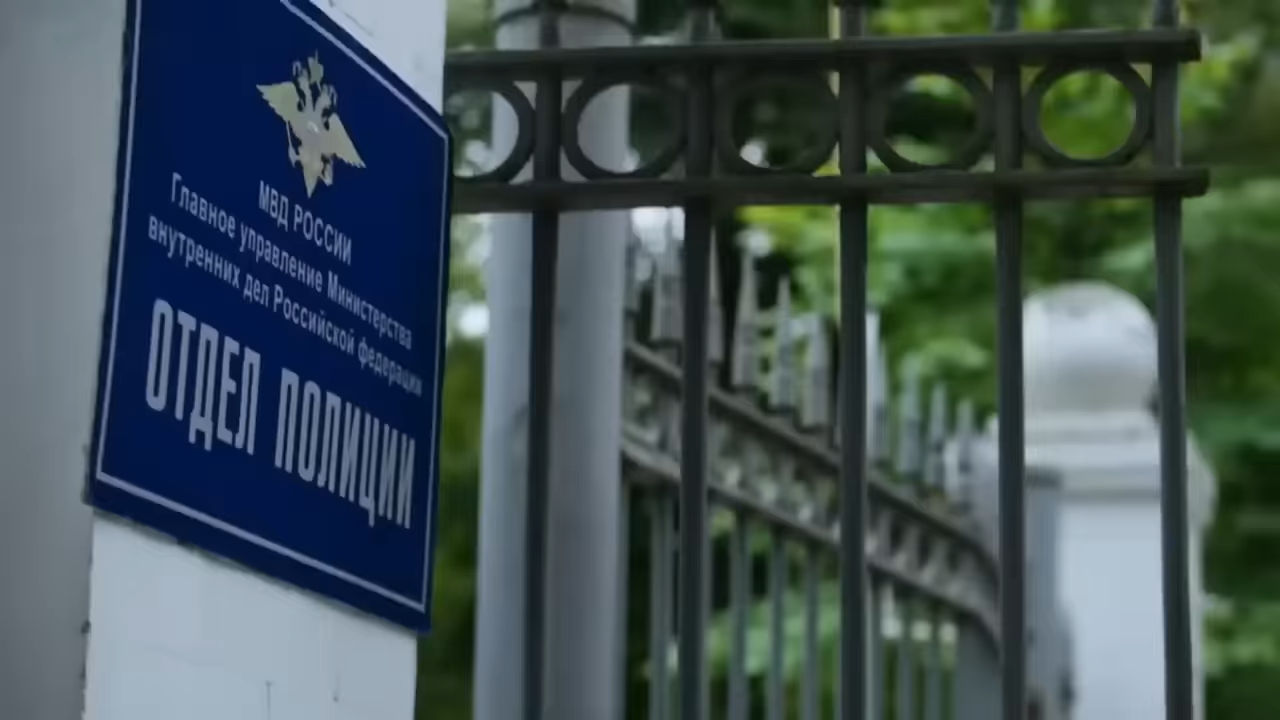 МВД РОССИИ
Главное управление Министерства
внутренних дел Российской федерации
ОТДЕЛ ПОЛИЦИИ